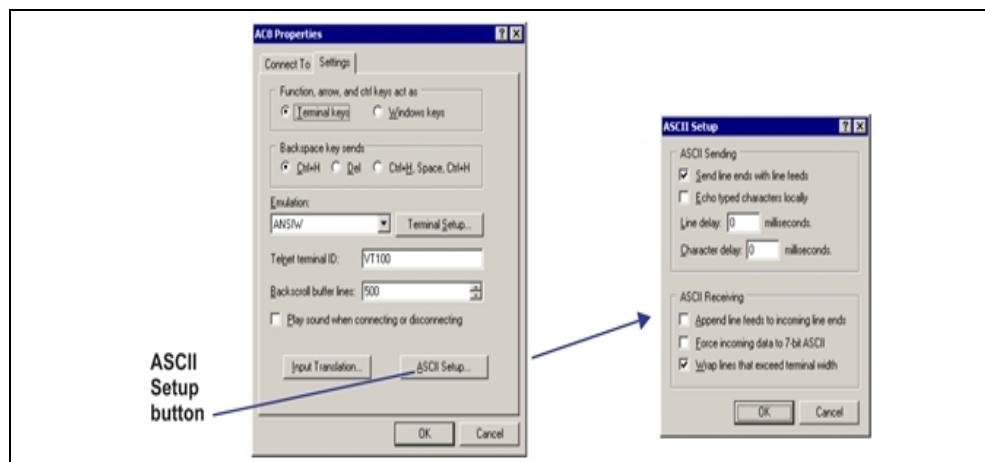 AC8 Properties
Connect To Settings
Function, arrow, and ctrl keys act as
Terminal keys Windows keys
Backspace key sends
Ctrl+H Del Ctrl+H, Space, Ctrl+H
Emulation:
ANSIW Terminal Setup...
Telnet terminal ID: VT100
Backscroll buffer lines: 500
Play sound when connecting or disconnecting
Input Translation... ASCII Setup...
OK Cancel
ASCII
Setup
button
ASCII Setup
ASCII Sending
Send line ends with line feeds
Echo typed characters locally
Line delay: 0 milliseconds.
Character delay: 0 milliseconds.
ASCII Receiving
Append line feeds to incoming line ends
Force incoming data to 7-bit ASCII
Wrap lines that exceed terminal width
OK Cancel